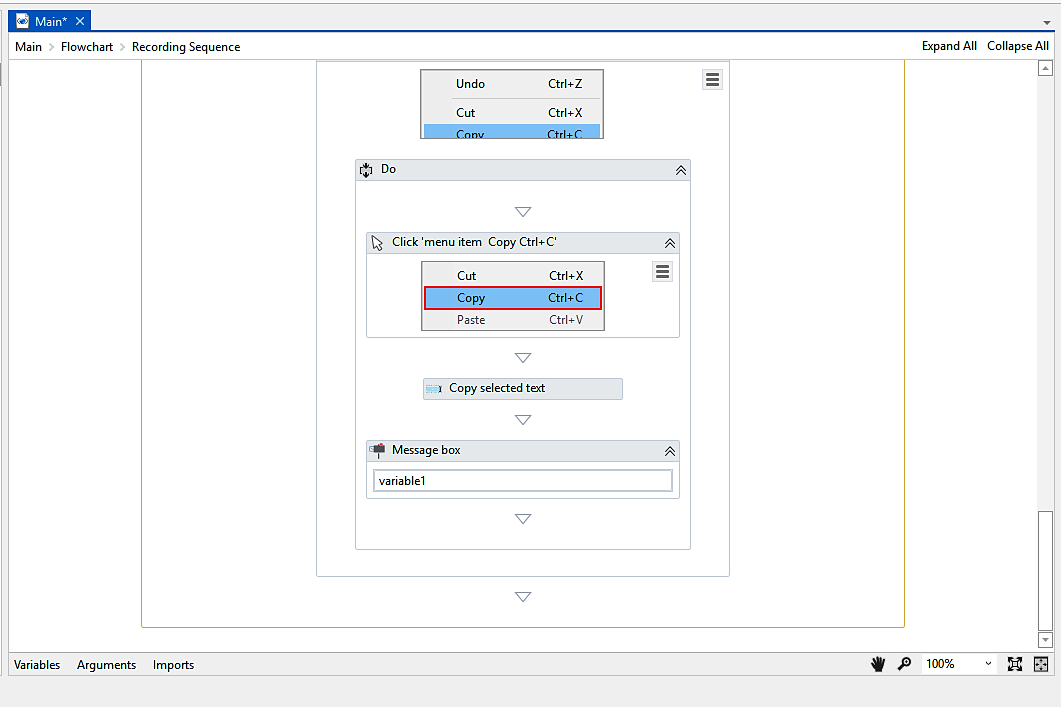 Main*
Main > Flowchart > Recording Sequence Expand All Collapse All
Undo Ctrl+Z
Cut Ctrl+X
Copy Ctrl+C
Do
Click 'menu item  Copy Ctrl+C'
Cut Ctrl+X
Copy Ctrl+C
Paste Ctrl+V
Copy selected text
Message box
variable1
Variables Arguments Imports 100%